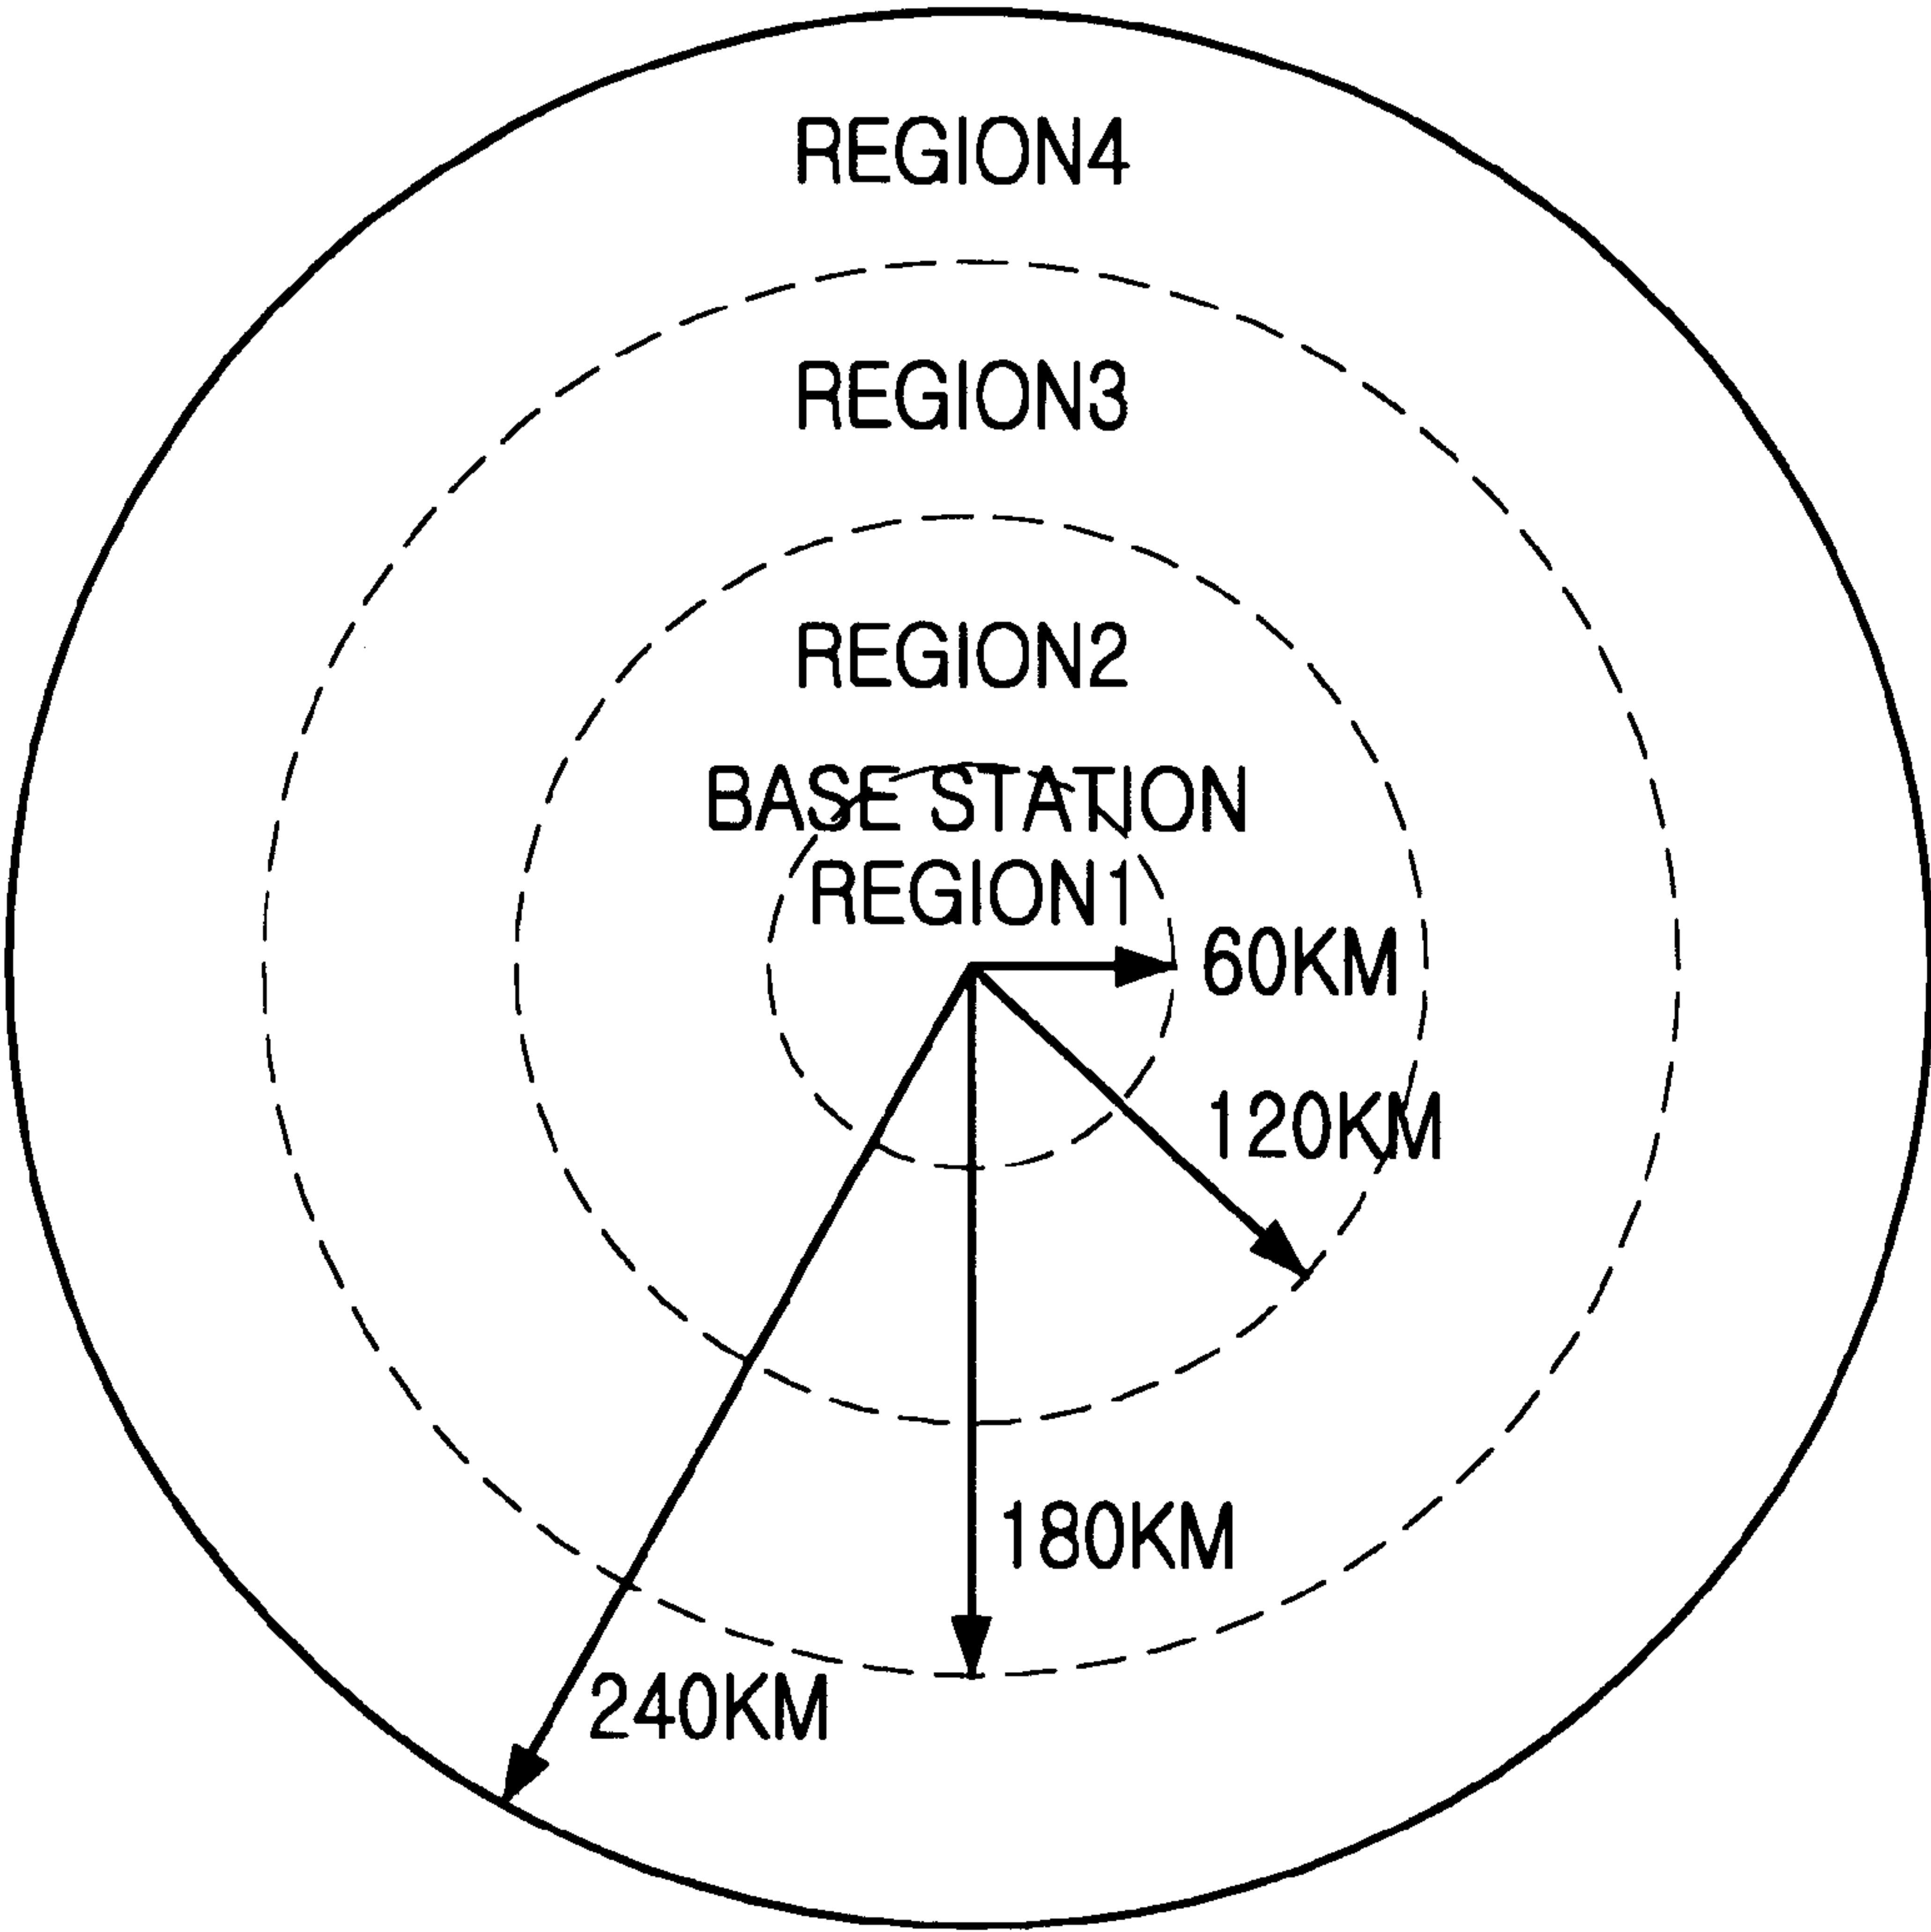 REGION4
REGION3
REGION2
BASE STATION
REGION1
60KM
120KM
180KM
240KM